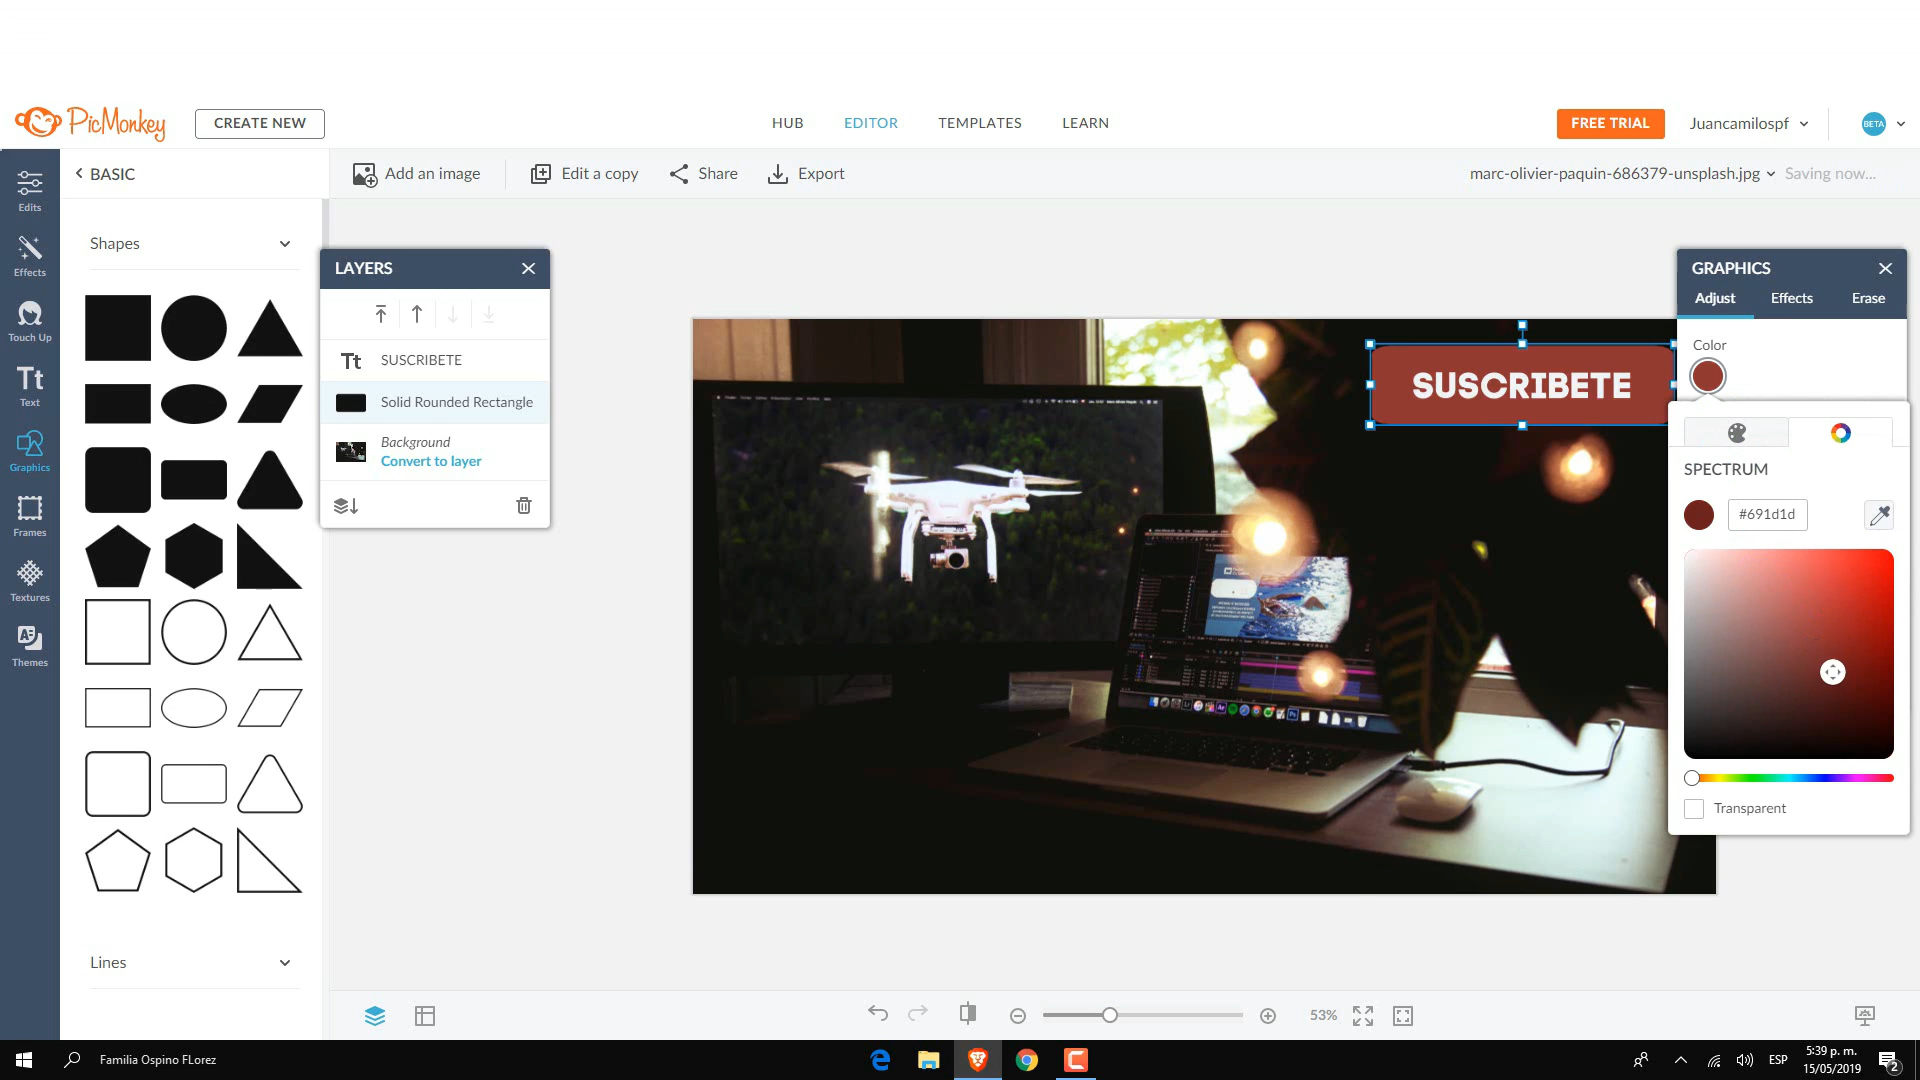 PicMonkey
CREATE NEW
HUB
EDITOR
TEMPLATES
LEARN
FREE TRIAL
Juancamilospf
BETA
BASIC
Add an image
Edit a copy
Share
Export
marc-olivier-paquin-686379-unsplash.jpg
Saving now...
Edits
Effects
Touch Up
Tt
Text
Graphics
Frames
Textures
Themes
Shapes
Lines
LAYERS
Tt SUSCRIBETE
Solid Rounded Rectangle
Background
Convert to layer
SUSCRIBETE
GRAPHICS
Adjust
Effects
Erase
Color
SPECTRUM
#691d1d
Transparent
53%
Familia Ospino FLorez
ESP
5:39 p. m.
15/05/2019
2